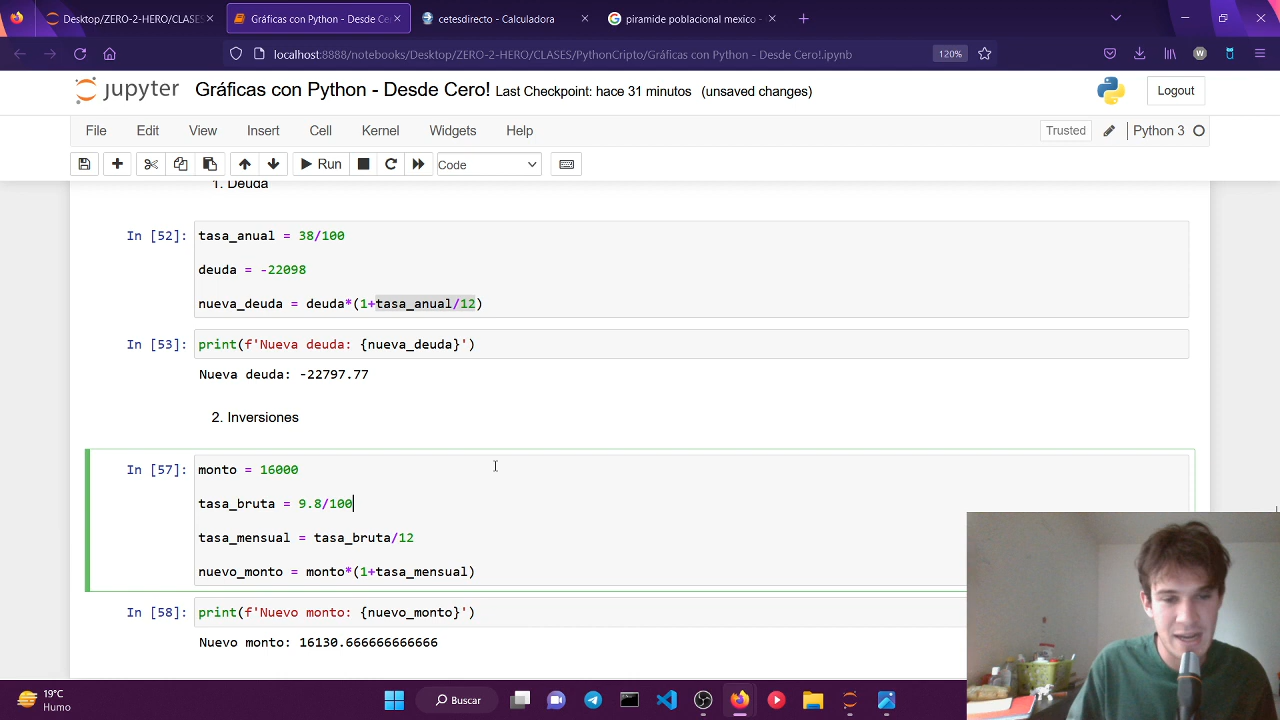 Desktop/ZERO-2-HERO/CLASES
Gráficas con Python - Desde Ce
cetesdirecto - Calculadora
piramide poblacional mexico -
localhost:8888/notebooks/Desktop/ZERO-2-HERO/CLASES/PythonCripto/Gráficas con Python - Desde Cero!.ipynb
120%
W
jupyter Gráficas con Python - Desde Cero! Last Checkpoint: hace 31 minutos (unsaved changes)
Logout
File Edit View Insert Cell Kernel Widgets Help
Trusted
Python 3
Run
Code
1. Deuda
In [52]: tasa_anual = 38/100
deuda = -22098
nueva_deuda = deuda*(1+tasa_anual/12)
In [53]: print(f'Nueva deuda: {nueva_deuda}')
Nueva deuda: -22797.77
2. Inversiones
In [57]: monto = 16000
tasa_bruta = 9.8/100
tasa_mensual = tasa_bruta/12
nuevo_monto = monto*(1+tasa_mensual)
In [58]: print(f'Nuevo monto: {nuevo_monto}')
Nuevo monto: 16130.666666666666
19°C
Humo
Buscar